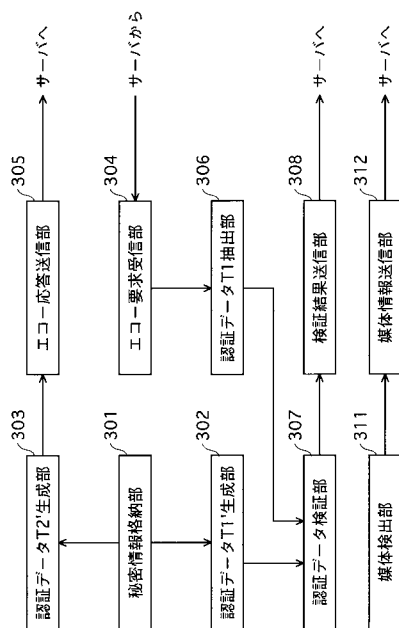 303
認証データT2'生成部
305
エコー応答送信部
サーバへ
301
秘密情報格納部
304
エコー要求受信部
サーバから
302
認証データT1'生成部
306
認証データT1抽出部
307
認証データ検証部
308
検証結果送信部
サーバへ
311
媒体検出部
312
媒体情報送信部
サーバへ